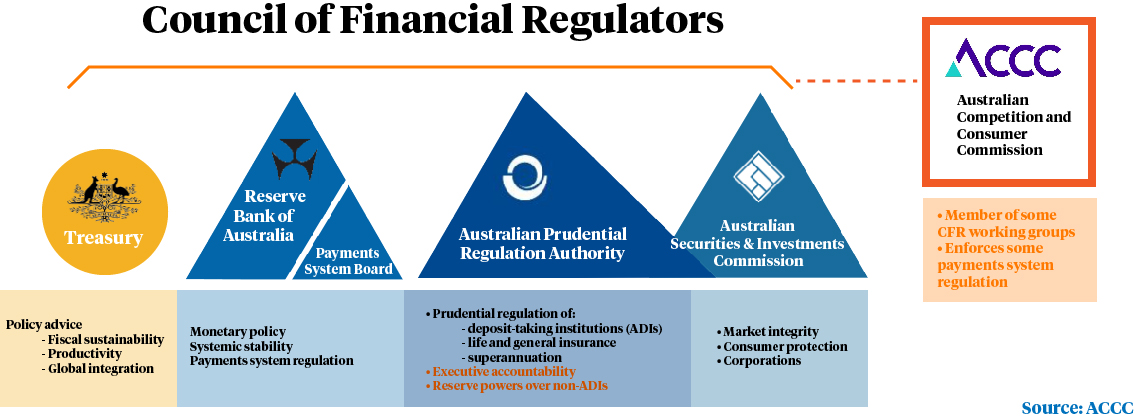 Council of Financial Regulators
ACCC
Australian
Competition and
Consumer
Commission
Treasury
Reserve
Bank of
Australia
Payments
System Board
Australian Prudential
Regulation Authority
Australian
Securities & Investments
Commission
• Member of some
CFR working groups
• Enforces some
payments system
regulation
Policy advice
- Fiscal sustainability
- Productivity
- Global integration
Monetary policy
Systemic stability
Payments system regulation
• Prudential regulation of:
- deposit-taking institutions (ADIs)
- life and general insurance
- superannuation
• Executive accountability
• Reserve powers over non-ADIs
• Market integrity
• Consumer protection
• Corporations
Source: ACCC